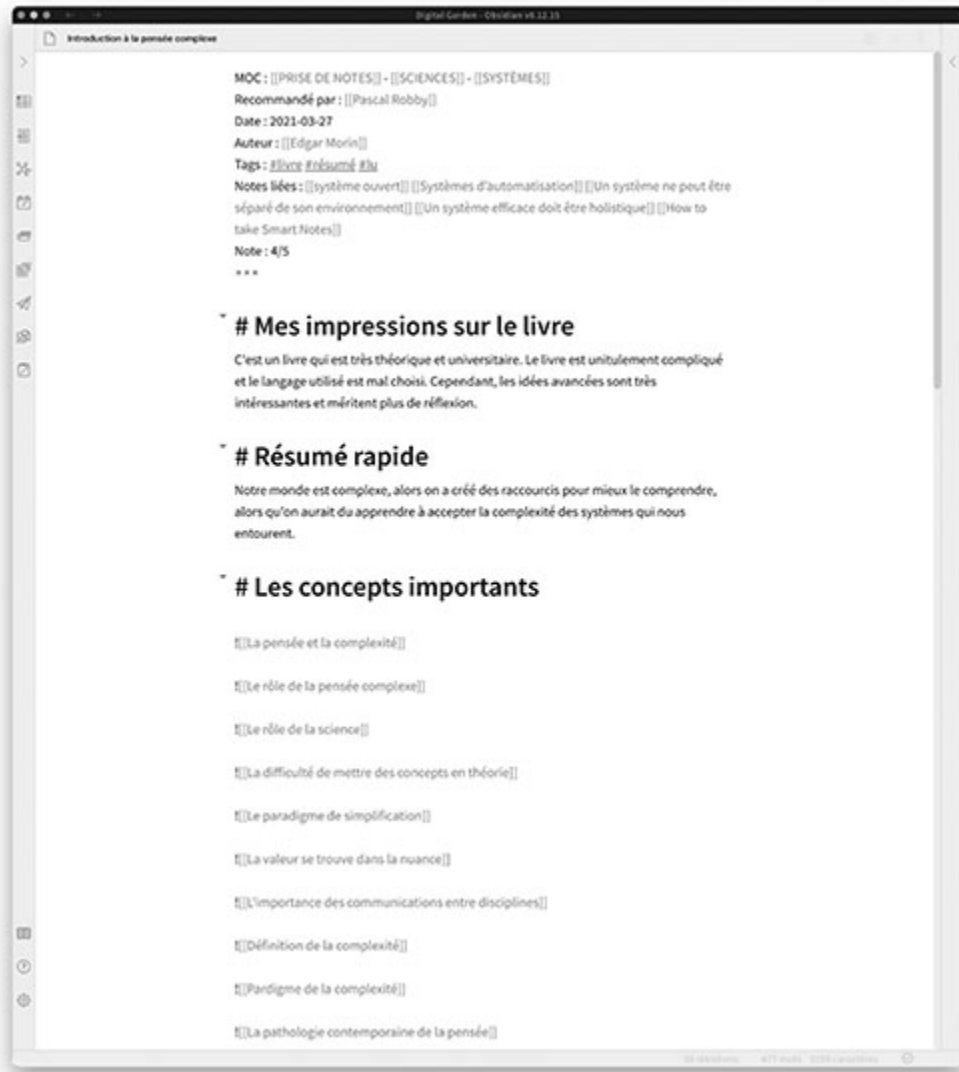 Digital Garden - Obsidian v0.12.15
Introduction à la pensée complexe
MOC : [[PRISE DE NOTES]] - [[SCIENCES]] - [[SYSTÈMES]]
Recommandé par : [[Pascal Robby]]
Date : 2021-03-27
Auteur : [[Edgar Morin]]
Tags : #livre #résumé #lu
Notes liées : [[système ouvert]] [[Systèmes d'automatisation]] [[Un système ne peut être
séparé de son environnement]] [[Un système efficace doit être holistique]] [[How to
take Smart Notes]]
Note : 4/5
***
# Mes impressions sur le livre
C'est un livre qui est très théorique et universitaire. Le livre est unitulement compliqué
et le langage utilisé est mal choisi. Cependant, les idées avancées sont très
intéressantes et méritent plus de réflexion.
# Résumé rapide
Notre monde est complexe, alors on a créé des raccourcis pour mieux le comprendre,
alors qu'on aurait du apprendre à accepter la complexité des systèmes qui nous
entourent.
# Les concepts importants
![[La pensée et la complexité]]
![[Le rôle de la pensée complexe]]
![[Le rôle de la science]]
![[La difficulté de mettre des concepts en théorie]]
![[Le paradigme de simplification]]
![[La valeur se trouve dans la nuance]]
![[L'importance des communications entre disciplines]]
![[Définition de la complexité]]
![[Pardigme de la complexité]]
![[La pathologie contemporaine de la pensée]]
477 mots